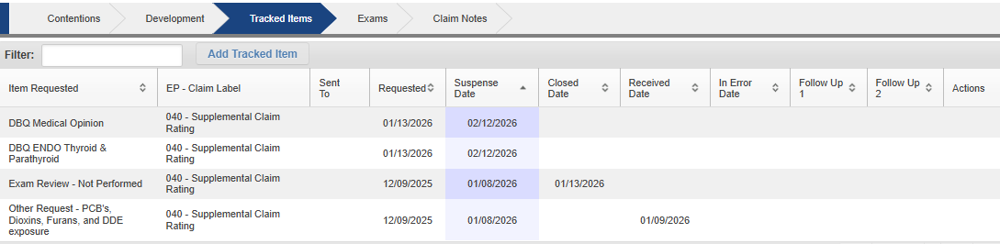 Contentions Development Tracked Items Exams Claim Notes
Filter: Add Tracked Item
Item Requested EP - Claim Label Sent To Requested Suspense Date Closed Date Received Date In Error Date Follow Up 1 Follow Up 2 Actions
DBQ Medical Opinion 040 - Supplemental Claim Rating 01/13/2026 02/12/2026
DBQ ENDO Thyroid & Parathyroid 040 - Supplemental Claim Rating 01/13/2026 02/12/2026
Exam Review - Not Performed 040 - Supplemental Claim Rating 12/09/2025 01/08/2026 01/13/2026
Other Request - PCB's, Dioxins, Furans, and DDE exposure 040 - Supplemental Claim Rating 12/09/2025 01/08/2026 01/09/2026